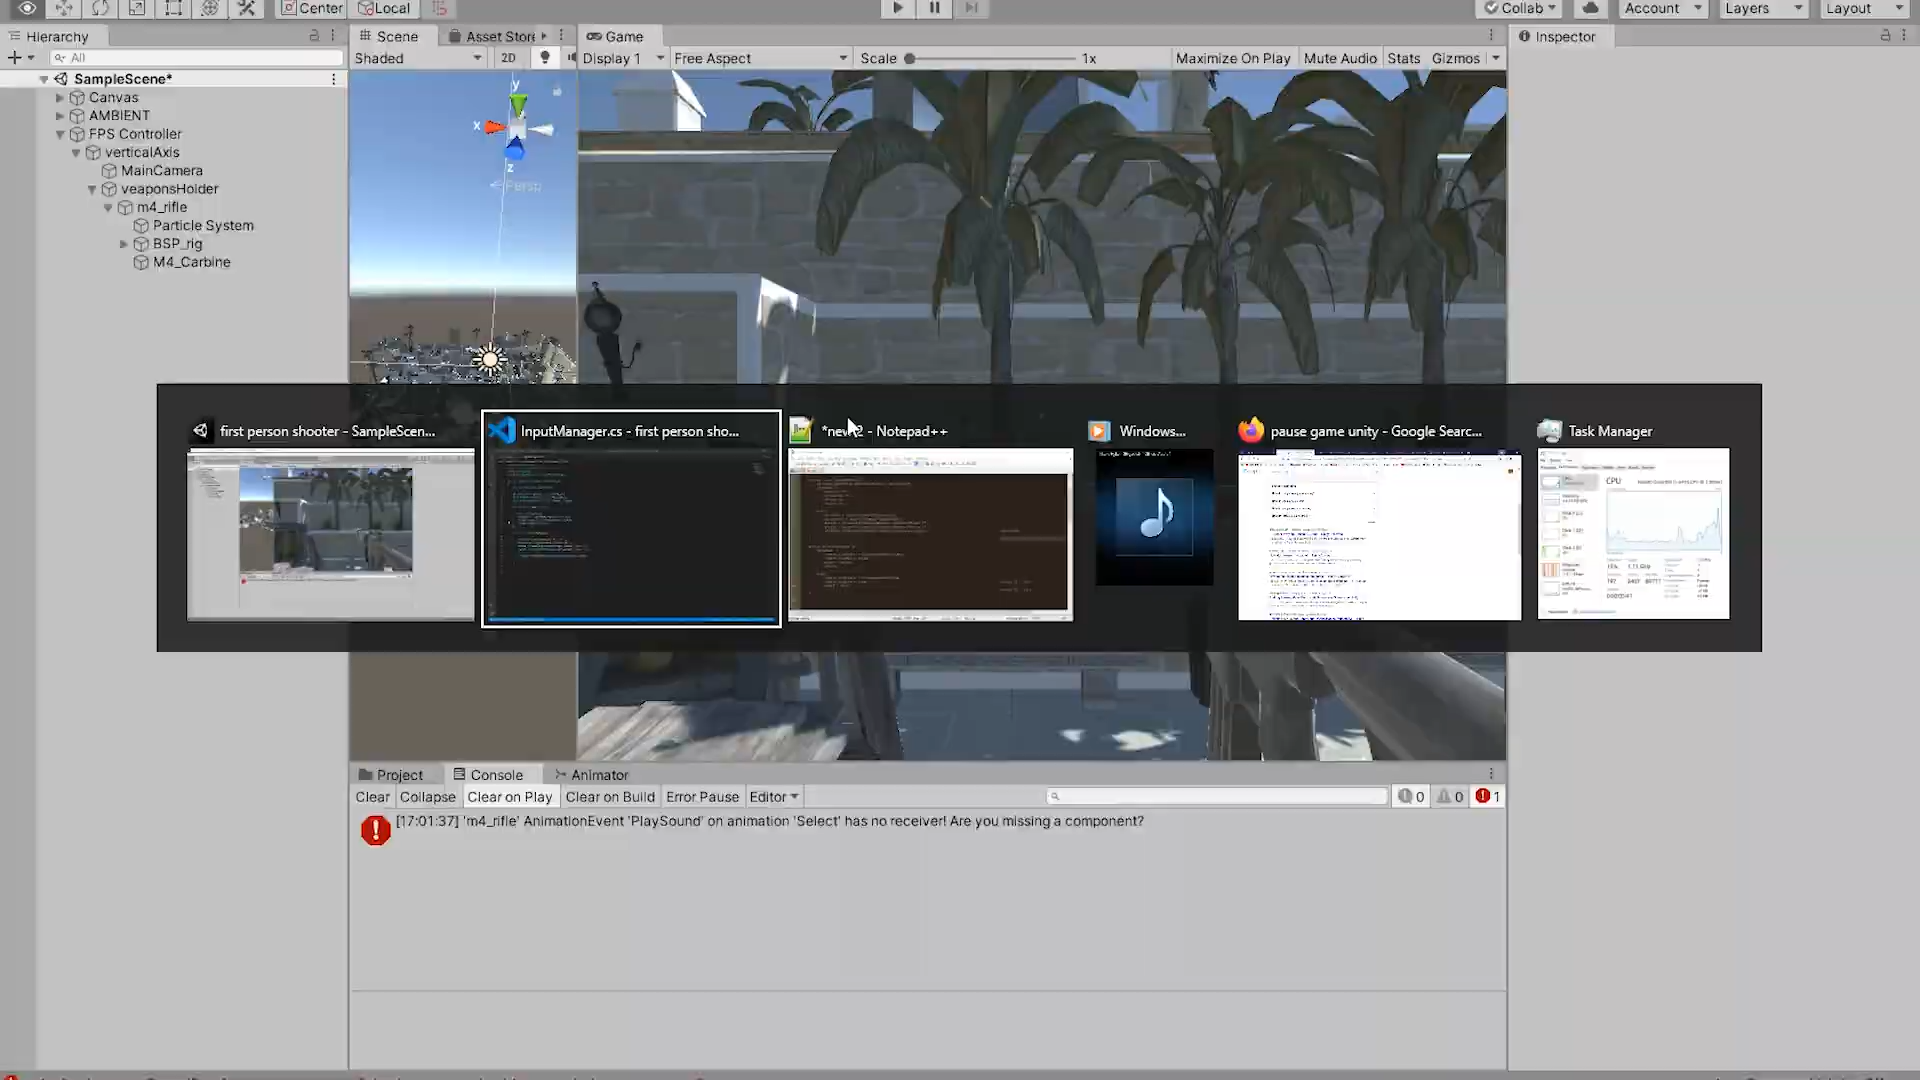 Center
Local
Collab
Account
Layers
Layout
Hierarchy
Scene
Asset Store
Game
Inspector
All
Shaded
2D
Display 1
Free Aspect
Scale
1x
Maximize On Play
Mute Audio
Stats
Gizmos
SampleScene*
Canvas
AMBIENT
FPS Controller
verticalAxis
MainCamera
veaponsHolder
m4_rifle
Particle System
BSP_rig
M4_Carbine
y
x
z
Persp
first person shooter - SampleScen...
InputManager.cs - first person sho...
*new 2 - Notepad++
Windows...
pause game unity - Google Searc...
Task Manager
CPU
Project
Console
Animator
Clear
Collapse
Clear on Play
Clear on Build
Error Pause
Editor
0
0
1
[17:01:37] 'm4_rifle' AnimationEvent 'PlaySound' on animation 'Select' has no receiver! Are you missing a component?